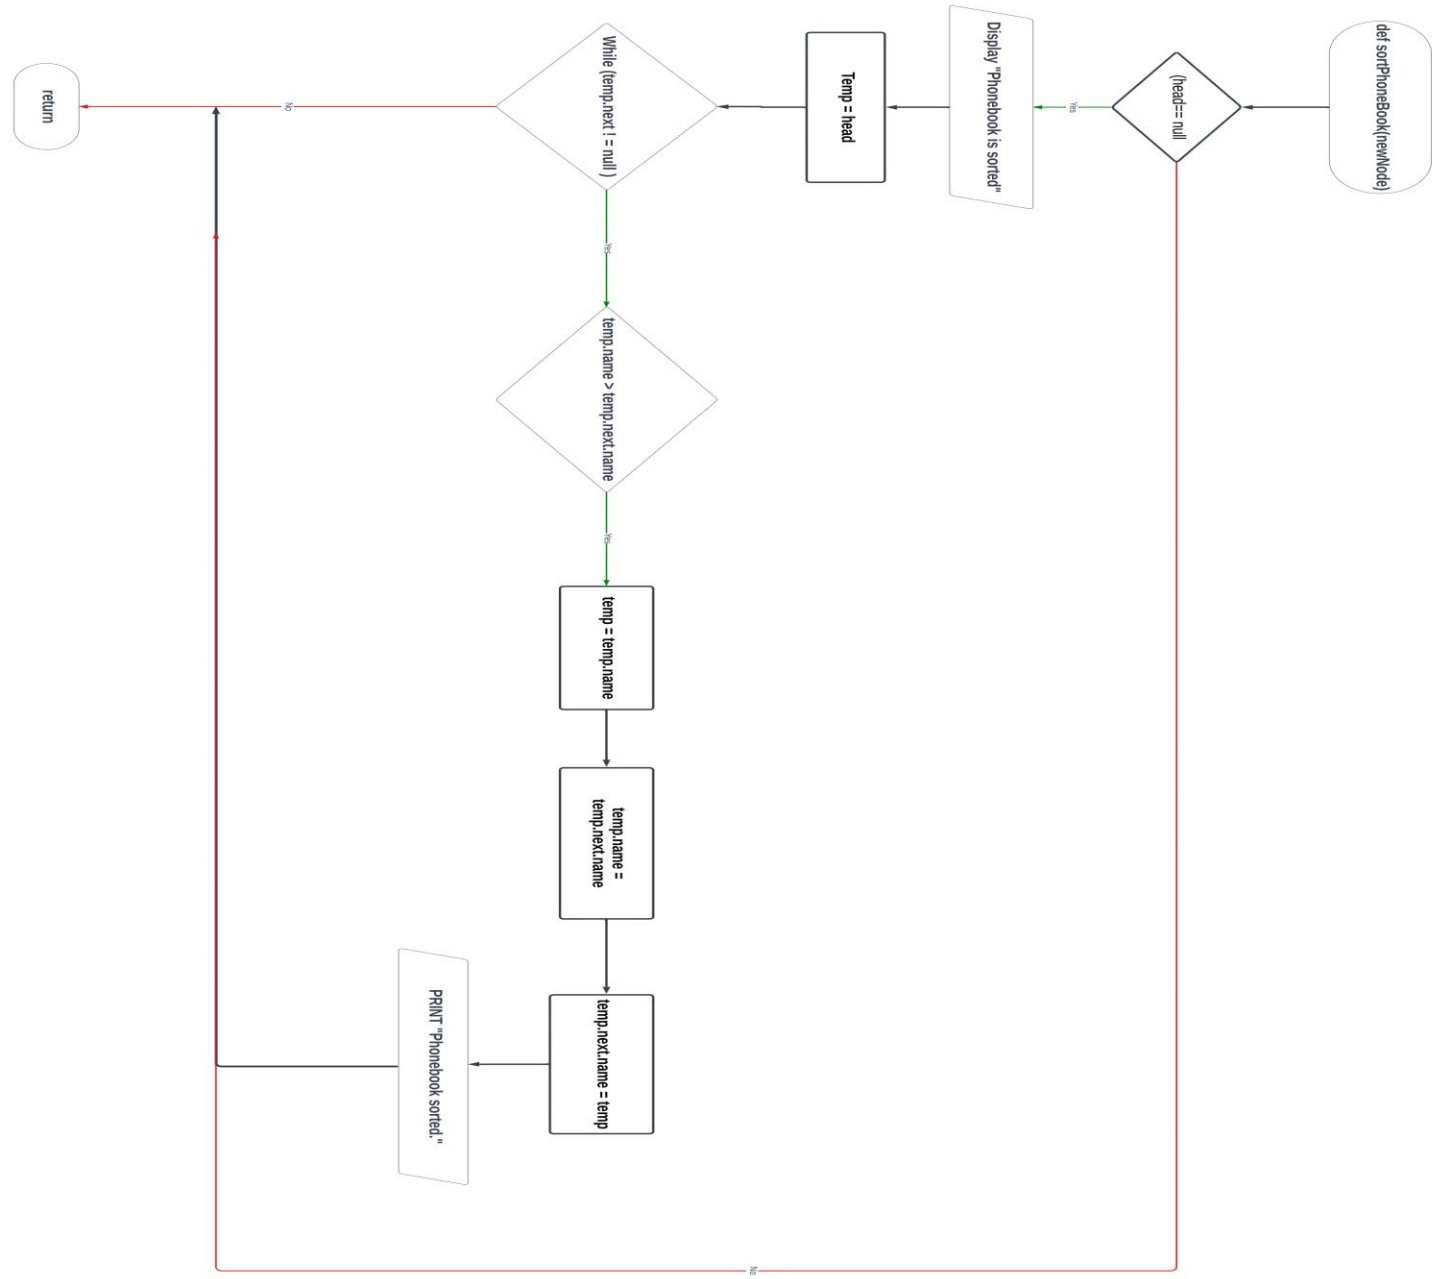 def sortPhoneBook(newNode)
(head== null
Yes
Display "Phonebook is sorted"
Temp = head
While (temp.next ! = null )
No
return
Yes
temp.name > temp.next.name
Yes
temp = temp.name
temp.name =
temp.next.name
temp.next.name = temp
PRINT "Phonebook sorted."
No